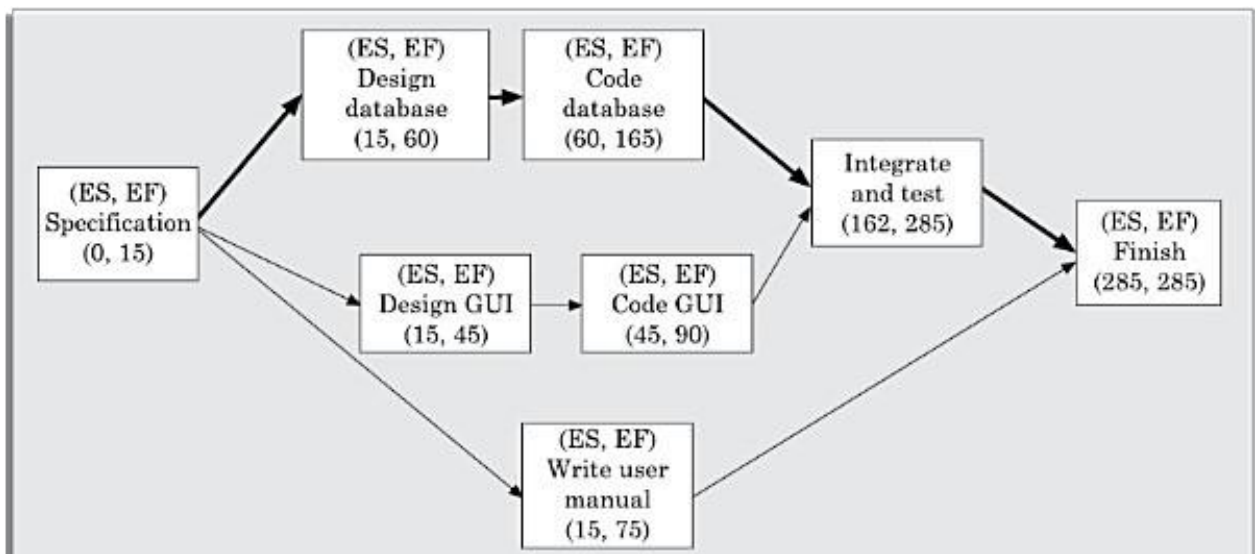 (ES, EF)
Design
database
(15, 60)
(ES, EF)
Code
database
(60, 165)
(ES, EF)
Specification
(0, 15)
Integrate
and test
(162, 285)
(ES, EF)
Finish
(285, 285)
(ES, EF)
Design GUI
(15, 45)
(ES, EF)
Code GUI
(45, 90)
(ES, EF)
Write user
manual
(15, 75)